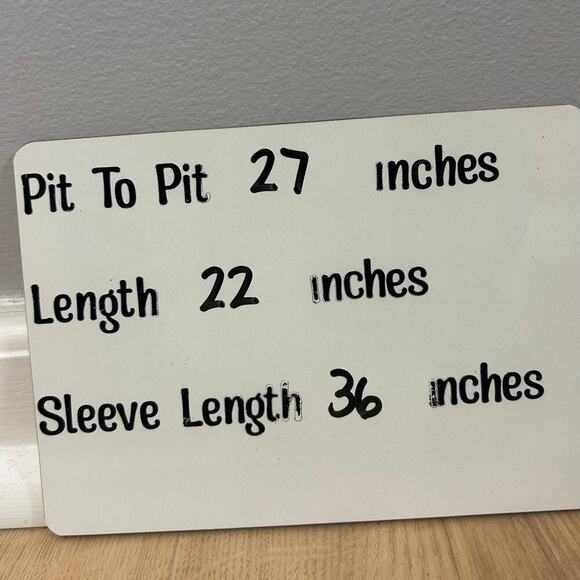 Pit To Pit 27 inches
Length 22 inches
Sleeve Length 36 inches